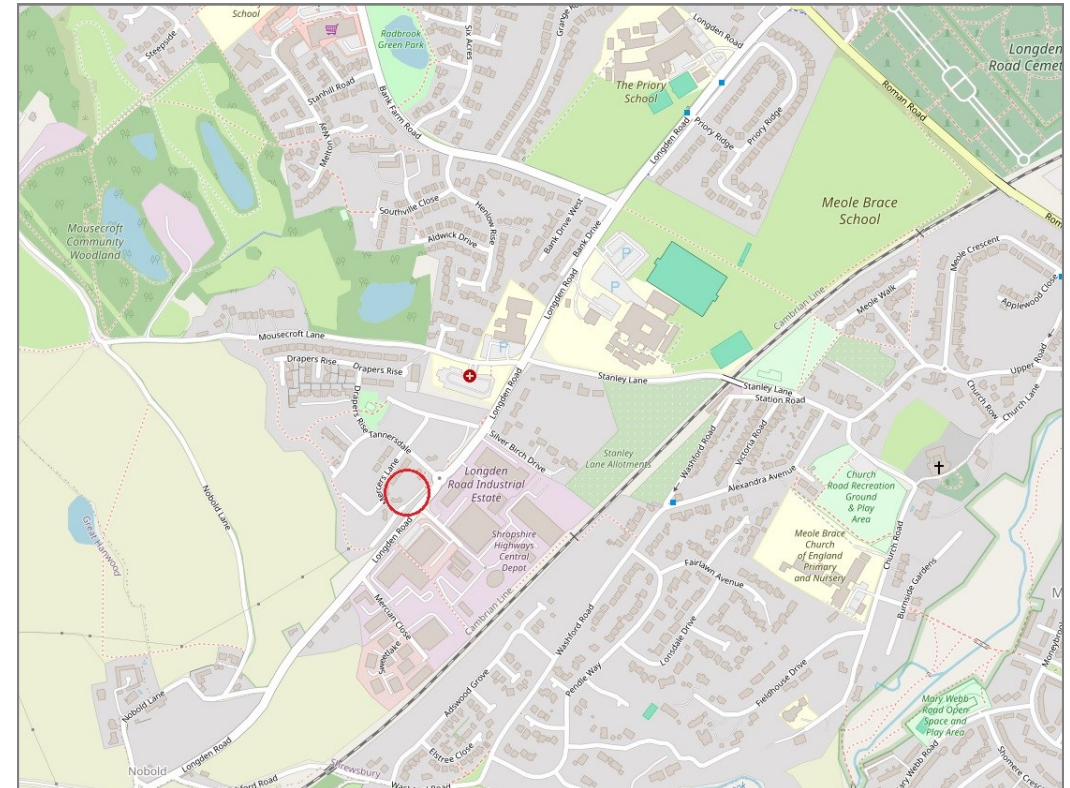 School
Steepside
Stanhill Road
Radbrook
Green Park
Six Acres
Longden Road
Roman Road
Longden
Road Cemet
The Priory
School
Bank Farm Road
Melton Way
Longden Road
Priory Ridge
Priory Ridge
Southville Close
Henlow Rise
Aldwick Drive
Bank Drive West
Bank Drive
Meole Brace
School
Mousecroft
Community
Woodland
P
P
Longden Road
Cambrian Line
Meole Crescent
Meole Walk
Applewood Close
Mousecroft Lane
P
Drapers Rise
Drapers Rise
Drapers Rise
Stanley Lane
Stanley Lane
Station Road
Upper Road
Church Row
Church Lane
Longden Road
Tannersdale
Silver Birch Drive
Stanley
Lane Allotments
Washford Road
Victoria Road
Alexandra Avenue
Longden
Road Industrial
Estate
Church
Road Recreation
Ground
& Play
Area
Nobold Lane
Great Hanwood
Longden Road
Shropshire
Highways
Central
Depot
Meole Brace
Church
of England
Primary
and Nursery
Church Road
Fairlawn Avenue
Burnside Gardens
Cambrian Line
Mercian Close
Sweetlake
Washford Road
Lonsdale Drive
Pendle Way
Adswood Grove
Fieldhouse Drive
Mary Webb
Road Open
Space and
Play Area
Nobold Lane
Longden Road
Nobold
Shrewsbury
Elstree Close